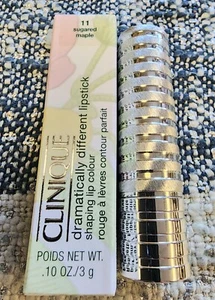 11
sugared
maple
CLINIQUE
dramatically different lipstick
shaping lip colour
rouge à lèvres contour parfait
POIDS NET WT.
.10 OZ/3 g